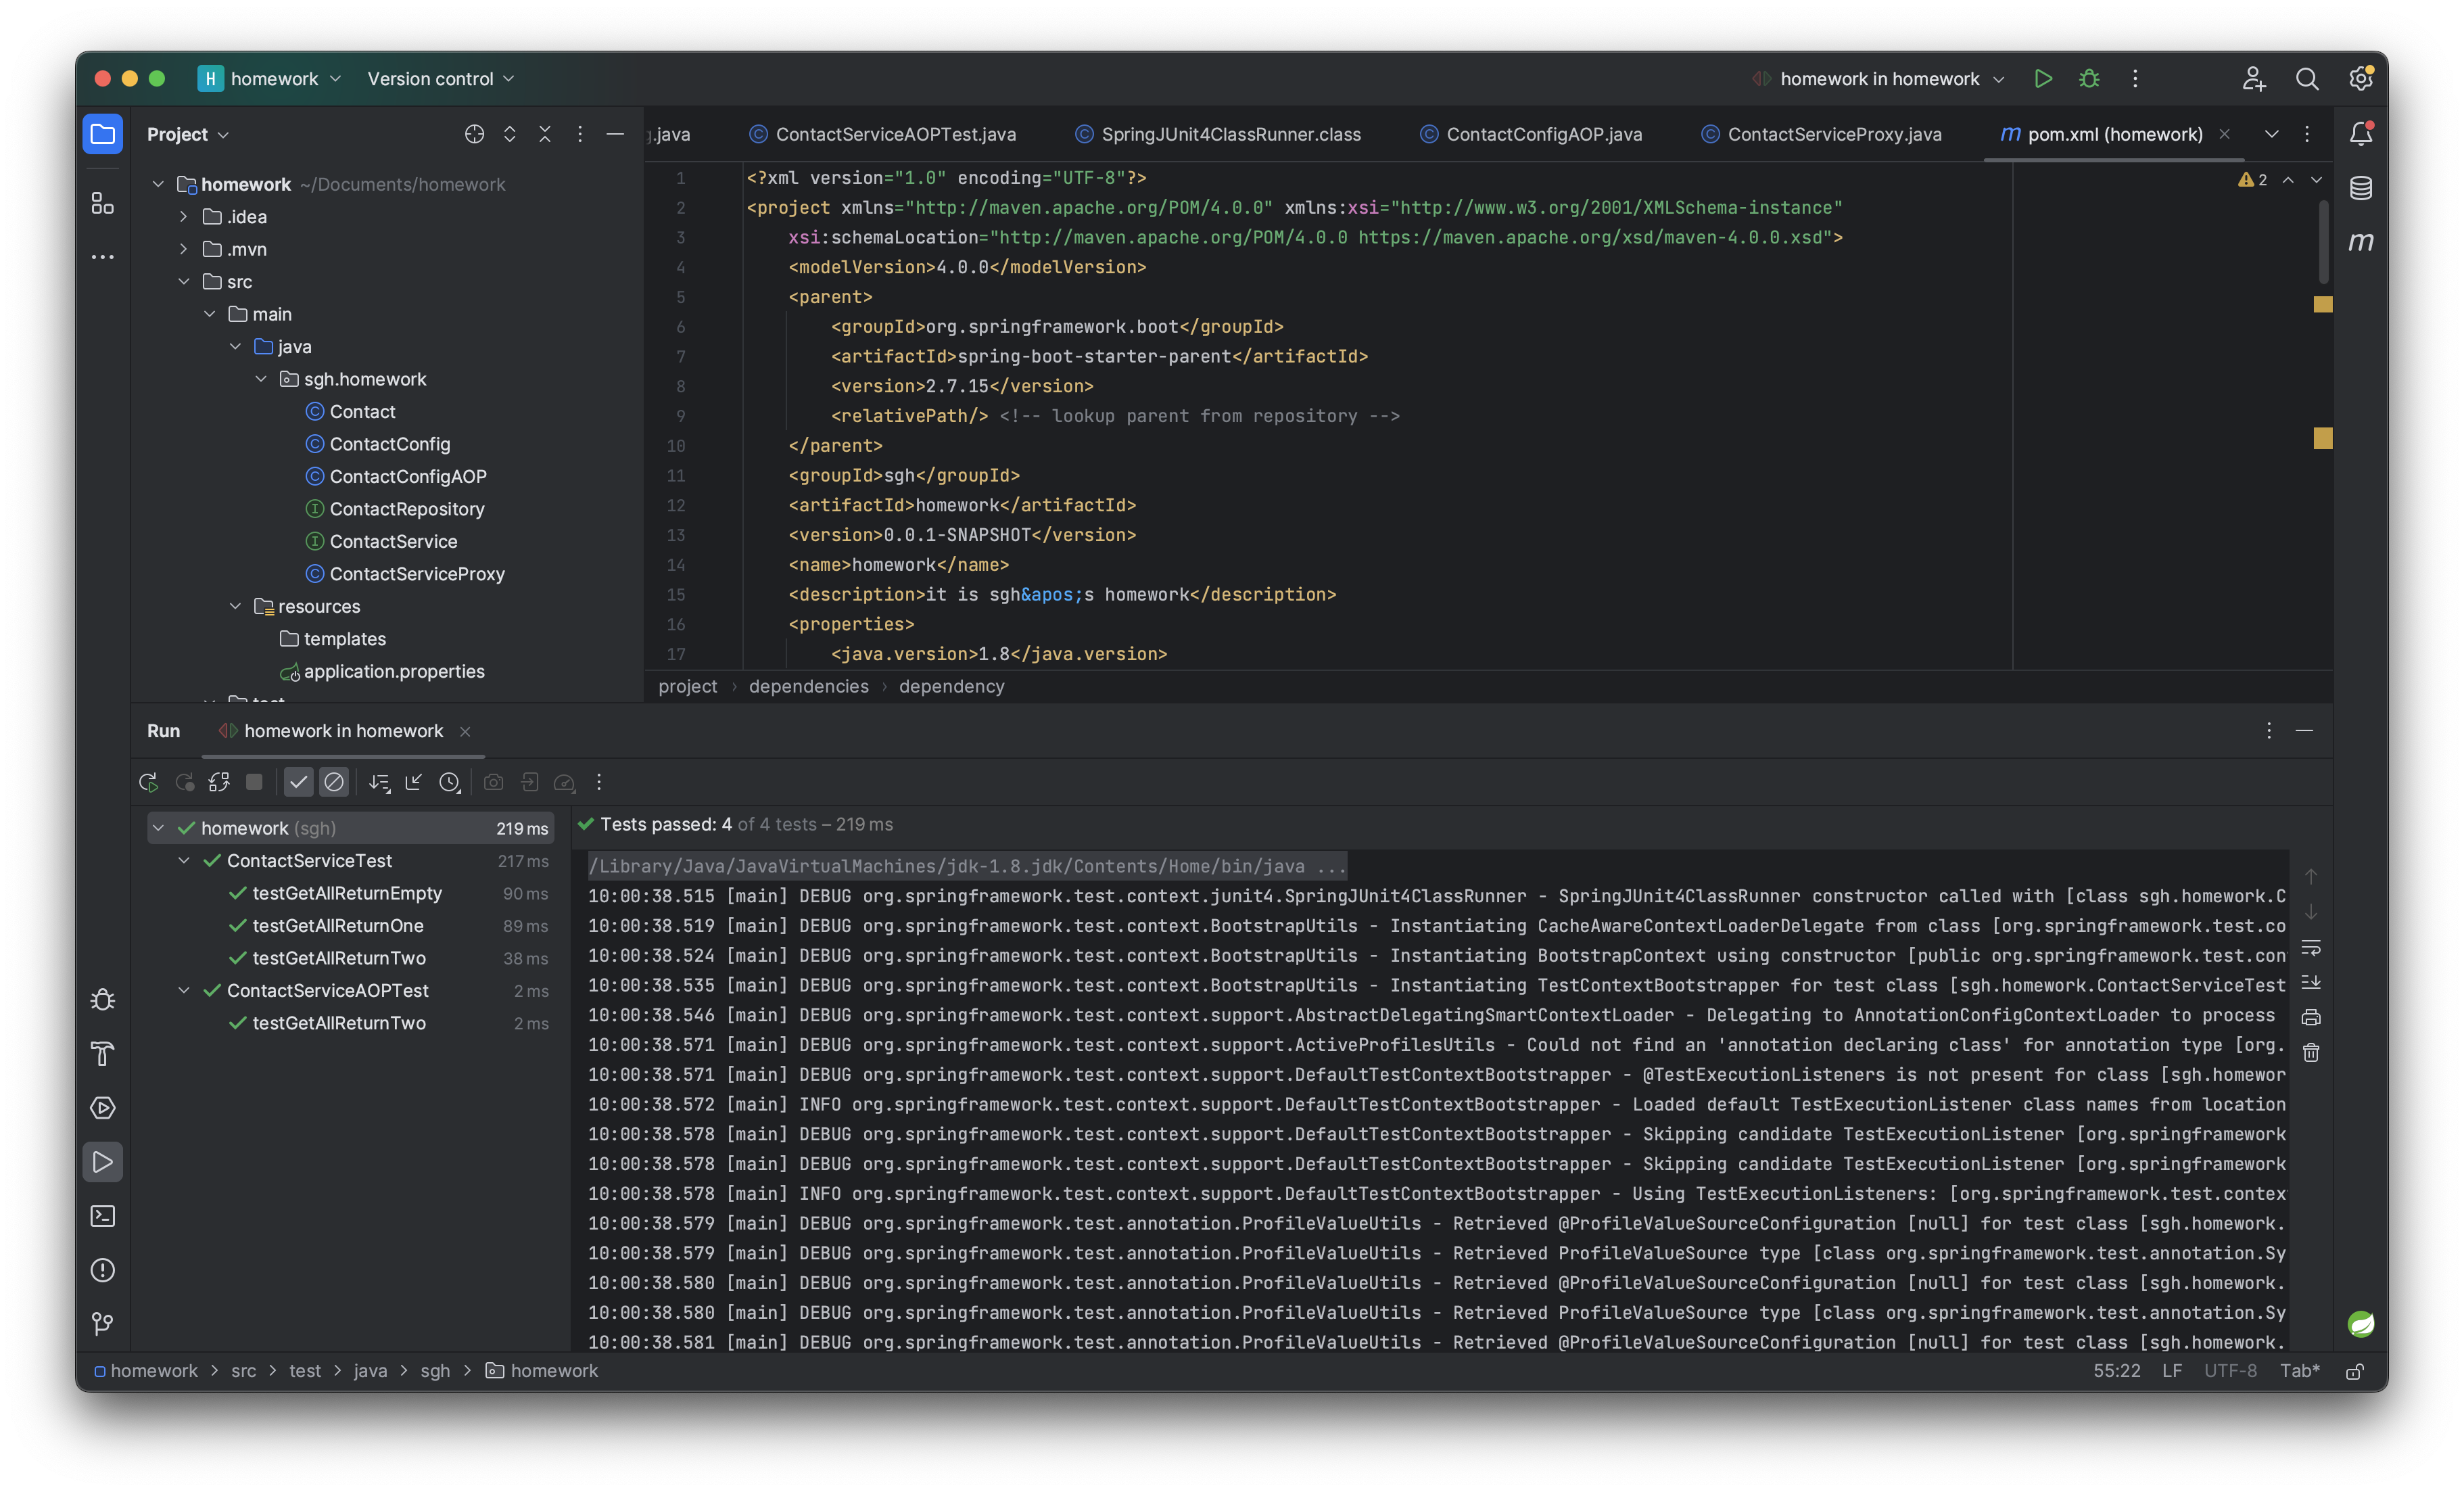 H homework Version control homework in homework
Project
homework ~/Documents/homework
.idea
.mvn
src
main
java
sgh.homework
Contact
ContactConfig
ContactConfigAOP
ContactRepository
ContactService
ContactServiceProxy
resources
templates
application.properties
.java ContactServiceAOPTest.java SpringJUnit4ClassRunner.class ContactConfigAOP.java ContactServiceProxy.java m pom.xml (homework)
2
1 <?xml version="1.0" encoding="UTF-8"?>
2 <project xmlns="http://maven.apache.org/POM/4.0.0" xmlns:xsi="http://www.w3.org/2001/XMLSchema-instance"
3 xsi:schemaLocation="http://maven.apache.org/POM/4.0.0 https://maven.apache.org/xsd/maven-4.0.0.xsd">
4 <modelVersion>4.0.0</modelVersion>
5 <parent>
6 <groupId>org.springframework.boot</groupId>
7 <artifactId>spring-boot-starter-parent</artifactId>
8 <version>2.7.15</version>
9 <relativePath/> <!-- lookup parent from repository -->
10 </parent>
11 <groupId>sgh</groupId>
12 <artifactId>homework</artifactId>
13 <version>0.0.1-SNAPSHOT</version>
14 <name>homework</name>
15 <description>it is sgh&apos;s homework</description>
16 <properties>
17 <java.version>1.8</java.version>
project › dependencies › dependency
m
Run homework in homework
homework (sgh) 219 ms
ContactServiceTest 217 ms
testGetAllReturnEmpty 90 ms
testGetAllReturnOne 89 ms
testGetAllReturnTwo 38 ms
ContactServiceAOPTest 2 ms
testGetAllReturnTwo 2 ms
Tests passed: 4 of 4 tests – 219 ms
/Library/Java/JavaVirtualMachines/jdk-1.8.jdk/Contents/Home/bin/java ...
10:00:38.515 [main] DEBUG org.springframework.test.context.junit4.SpringJUnit4ClassRunner - SpringJUnit4ClassRunner constructor called with [class sgh.homework.C
10:00:38.519 [main] DEBUG org.springframework.test.context.BootstrapUtils - Instantiating CacheAwareContextLoaderDelegate from class [org.springframework.test.co
10:00:38.524 [main] DEBUG org.springframework.test.context.BootstrapUtils - Instantiating BootstrapContext using constructor [public org.springframework.test.con
10:00:38.535 [main] DEBUG org.springframework.test.context.BootstrapUtils - Instantiating TestContextBootstrapper for test class [sgh.homework.ContactServiceTest
10:00:38.546 [main] DEBUG org.springframework.test.context.support.AbstractDelegatingSmartContextLoader - Delegating to AnnotationConfigContextLoader to process
10:00:38.571 [main] DEBUG org.springframework.test.context.support.ActiveProfilesUtils - Could not find an 'annotation declaring class' for annotation type [org.
10:00:38.571 [main] DEBUG org.springframework.test.context.support.DefaultTestContextBootstrapper - @TestExecutionListeners is not present for class [sgh.homewor
10:00:38.572 [main] INFO org.springframework.test.context.support.DefaultTestContextBootstrapper - Loaded default TestExecutionListener class names from location
10:00:38.578 [main] DEBUG org.springframework.test.context.support.DefaultTestContextBootstrapper - Skipping candidate TestExecutionListener [org.springframework
10:00:38.578 [main] DEBUG org.springframework.test.context.support.DefaultTestContextBootstrapper - Skipping candidate TestExecutionListener [org.springframework
10:00:38.578 [main] INFO org.springframework.test.context.support.DefaultTestContextBootstrapper - Using TestExecutionListeners: [org.springframework.test.contex
10:00:38.579 [main] DEBUG org.springframework.test.annotation.ProfileValueUtils - Retrieved @ProfileValueSourceConfiguration [null] for test class [sgh.homework.
10:00:38.579 [main] DEBUG org.springframework.test.annotation.ProfileValueUtils - Retrieved ProfileValueSource type [class org.springframework.test.annotation.Sy
10:00:38.580 [main] DEBUG org.springframework.test.annotation.ProfileValueUtils - Retrieved @ProfileValueSourceConfiguration [null] for test class [sgh.homework.
10:00:38.580 [main] DEBUG org.springframework.test.annotation.ProfileValueUtils - Retrieved ProfileValueSource type [class org.springframework.test.annotation.Sy
10:00:38.581 [main] DEBUG org.springframework.test.annotation.ProfileValueUtils - Retrieved @ProfileValueSourceConfiguration [null] for test class [sgh.homework.
homework > src > test > java > sgh > homework 55:22 LF UTF-8 Tab*